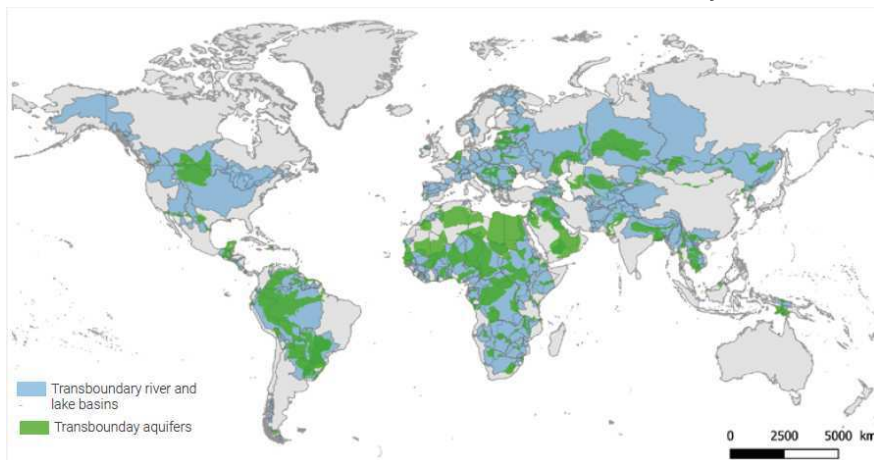 Transboundary river and
lake basins
Transbounday aquifers
0 2500 5000 km